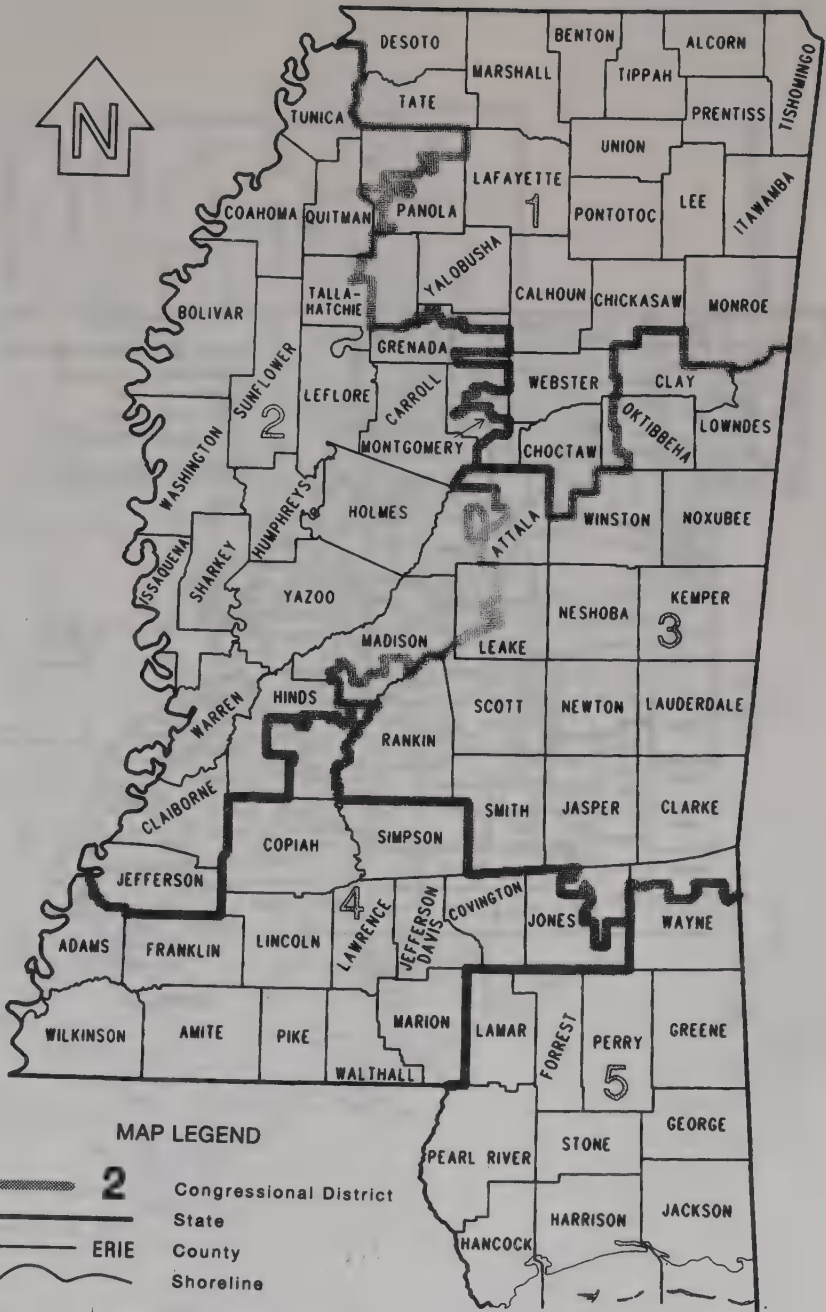 N
DESOTO
BENTON
ALCORN
TISHOMINGO
MARSHALL
TIPPAH
TATE
TUNICA
PRENTISS
UNION
LAFAYETTE
1
ITAWAMBA
COAHOMA
QUITMAN
PANOLA
PONTOTOC
LEE
YALOBUSHA
TALLA-
HATCHIE
CALHOUN
CHICKASAW
MONROE
BOLIVAR
GRENADA
SUNFLOWER
2
LEFLORE
CARROLL
WEBSTER
CLAY
OKTIBBEHA
LOWNDES
MONTGOMERY
CHOCTAW
WASHINGTON
HUMPHREYS
HOLMES
ATTALA
WINSTON
NOXUBEE
ISSAQUENA
SHARKEY
YAZOO
NESHOBA
KEMPER
3
MADISON
LEAKE
HINDS
WARREN
RANKIN
SCOTT
NEWTON
LAUDERDALE
CLAIBORNE
SMITH
JASPER
CLARKE
COPIAH
SIMPSON
JEFFERSON
4
LAWRENCE
JEFFERSON
DAVIS
COVINGTON
JONES
WAYNE
ADAMS
FRANKLIN
LINCOLN
WILKINSON
AMITE
PIKE
MARION
LAMAR
FORREST
PERRY
5
GREENE
WALTHALL
GEORGE
MAP LEGEND
PEARL RIVER
STONE
2 Congressional District
State
HARRISON
JACKSON
HANCOCK
ERIE County
Shoreline